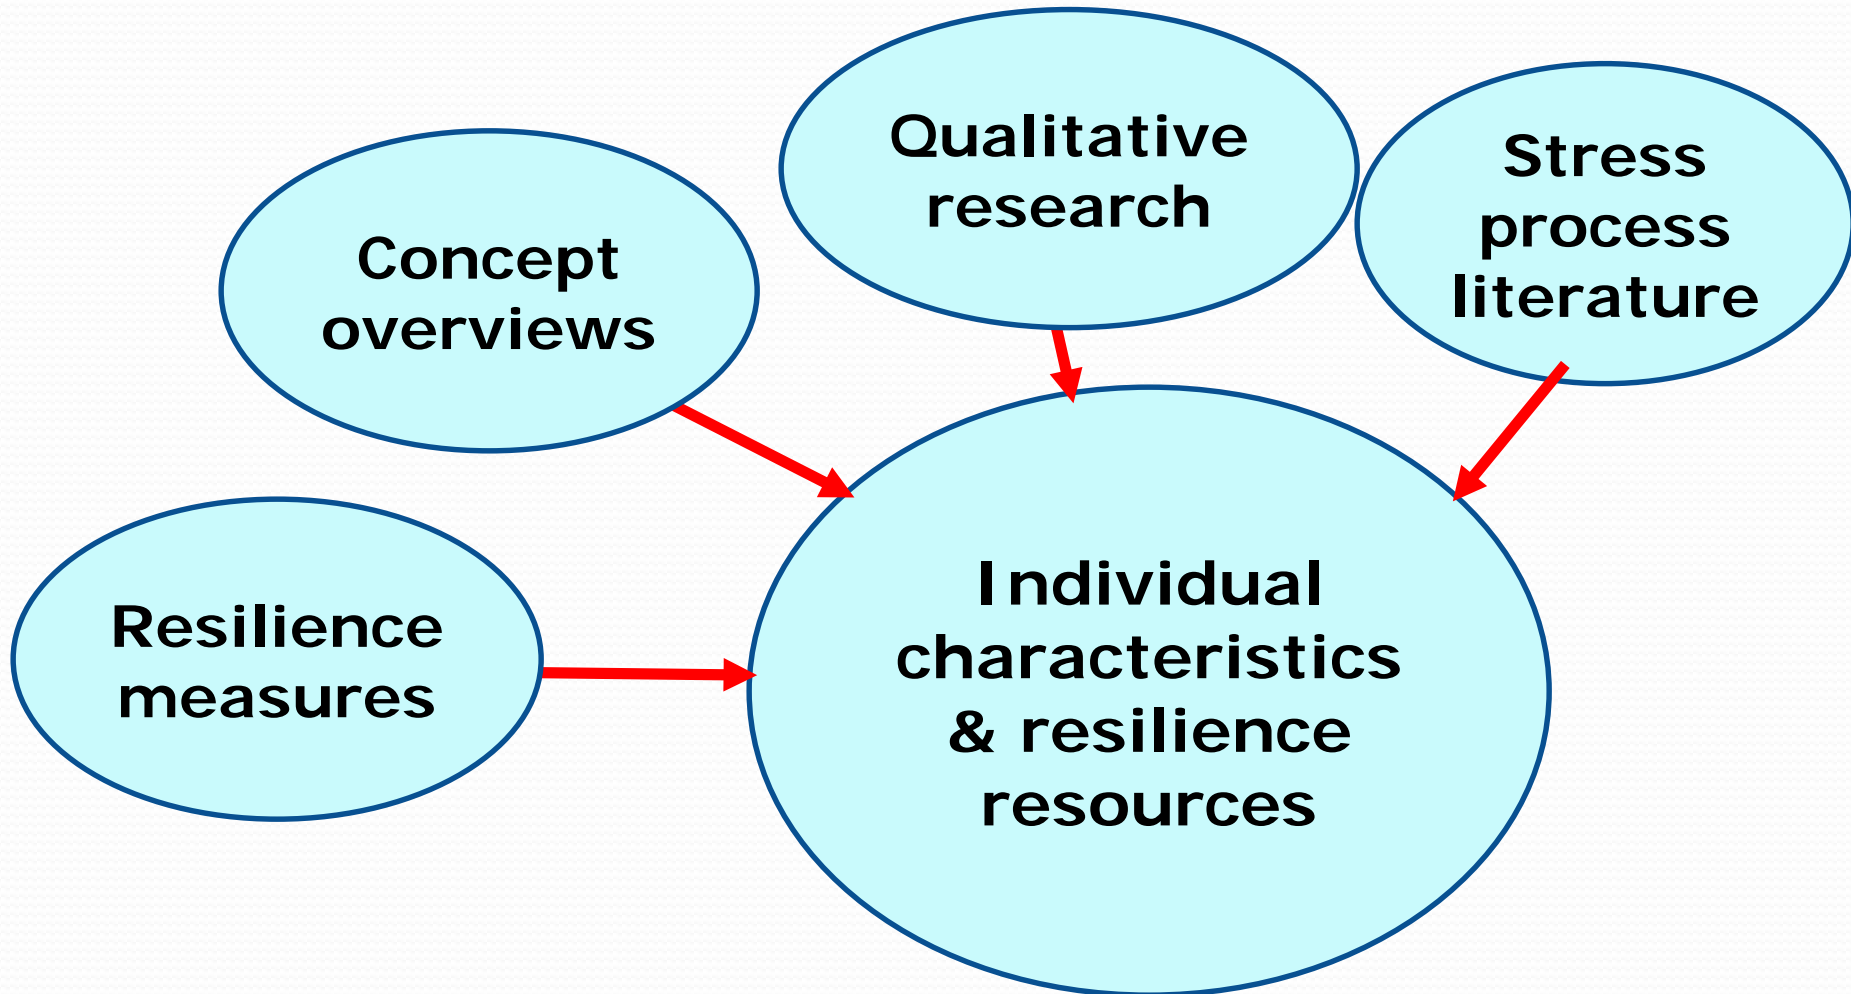 Qualitative
research
Stress
process
literature
Concept
overviews
Resilience
measures
Individual
characteristics
& resilience
resources